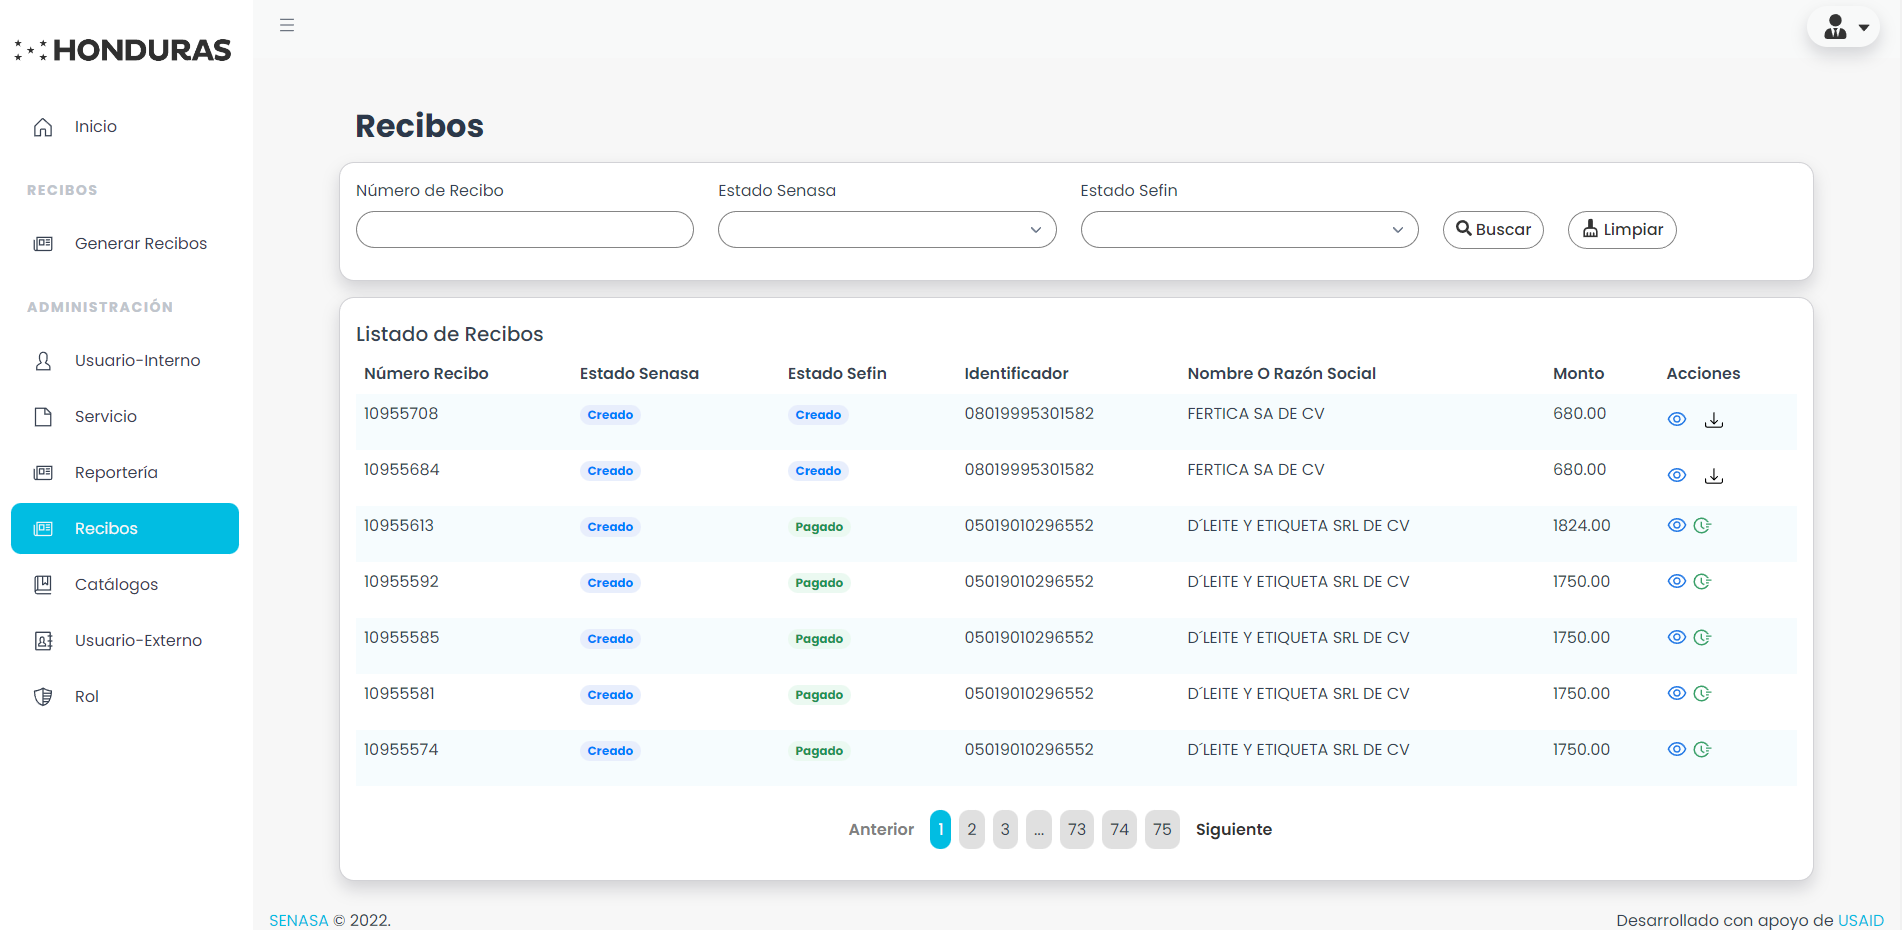 HONDURAS
Inicio
RECIBOS
Generar Recibos
ADMINISTRACIÓN
Usuario-Interno
Servicio
Reportería
Recibos
Catálogos
Usuario-Externo
Rol
Recibos
Número de Recibo Estado Senasa Estado Sefin
Buscar Limpiar
Listado de Recibos
Número Recibo Estado Senasa Estado Sefin Identificador Nombre O Razón Social Monto Acciones
10955708 Creado Creado 08019995301582 FERTICA SA DE CV 680.00
10955684 Creado Creado 08019995301582 FERTICA SA DE CV 680.00
10955613 Creado Pagado 05019010296552 D´LEITE Y ETIQUETA SRL DE CV 1824.00
10955592 Creado Pagado 05019010296552 D´LEITE Y ETIQUETA SRL DE CV 1750.00
10955585 Creado Pagado 05019010296552 D´LEITE Y ETIQUETA SRL DE CV 1750.00
10955581 Creado Pagado 05019010296552 D´LEITE Y ETIQUETA SRL DE CV 1750.00
10955574 Creado Pagado 05019010296552 D´LEITE Y ETIQUETA SRL DE CV 1750.00
Anterior 1 2 3 ... 73 74 75 Siguiente
SENASA © 2022. Desarrollado con apoyo de USAID